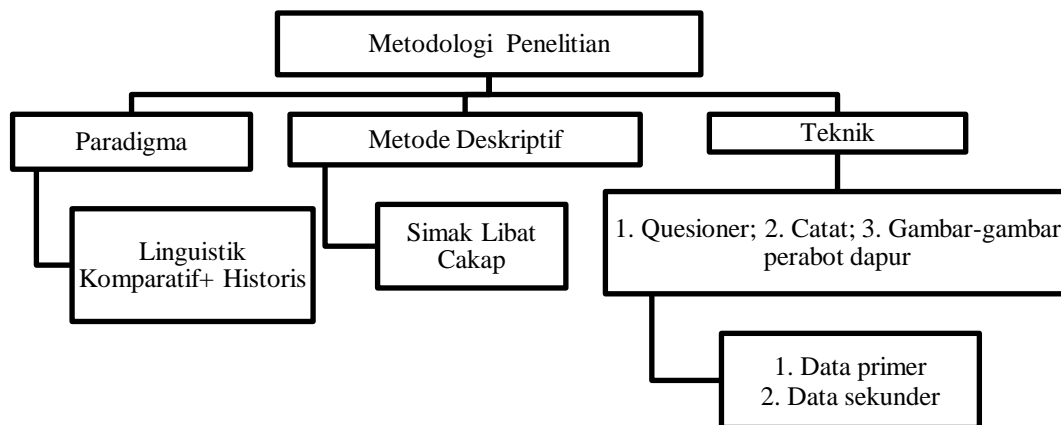 Metodologi Penelitian
Paradigma
Metode Deskriptif
Teknik
Linguistik
Komparatif+ Historis
Simak Libat
Cakap
1. Quesioner; 2. Catat; 3. Gambar-gambar
perabot dapur
1. Data primer
2. Data sekunder